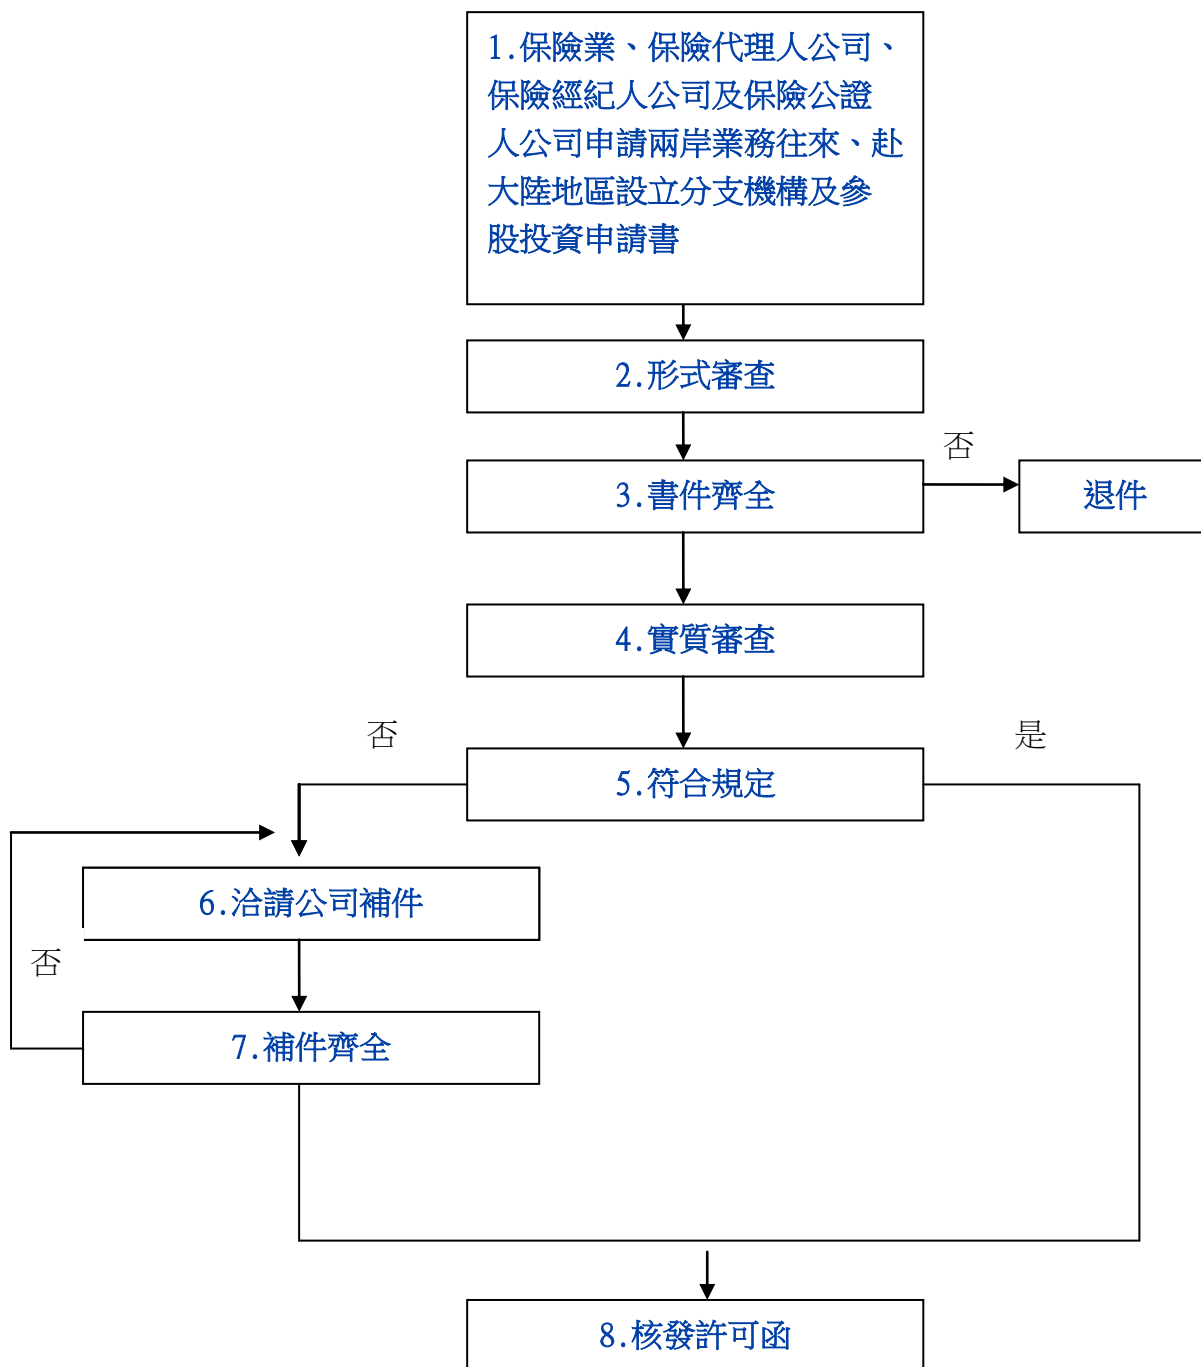 1.保險業、保險代理人公司、
保險經紀人公司及保險公證
人公司申請兩岸業務往來、赴
大陸地區設立分支機構及參
股投資申請書
2.形式審查
否
3.書件齊全
退件
4.實質審查
否
是
5.符合規定
6.洽請公司補件
否
7.補件齊全
8.核發許可函